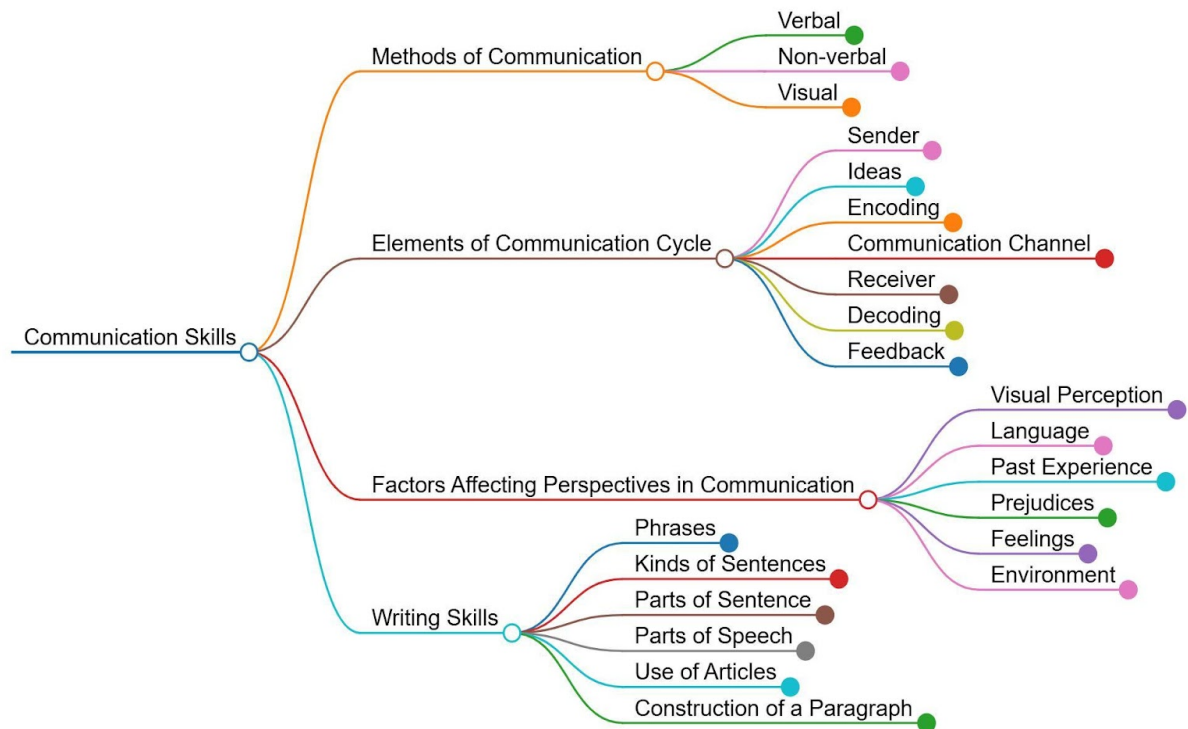 Communication Skills
Methods of Communication
Verbal
Non-verbal
Visual
Elements of Communication Cycle
Sender
Ideas
Encoding
Communication Channel
Receiver
Decoding
Feedback
Factors Affecting Perspectives in Communication
Visual Perception
Language
Past Experience
Prejudices
Feelings
Environment
Writing Skills
Phrases
Kinds of Sentences
Parts of Sentence
Parts of Speech
Use of Articles
Construction of a Paragraph